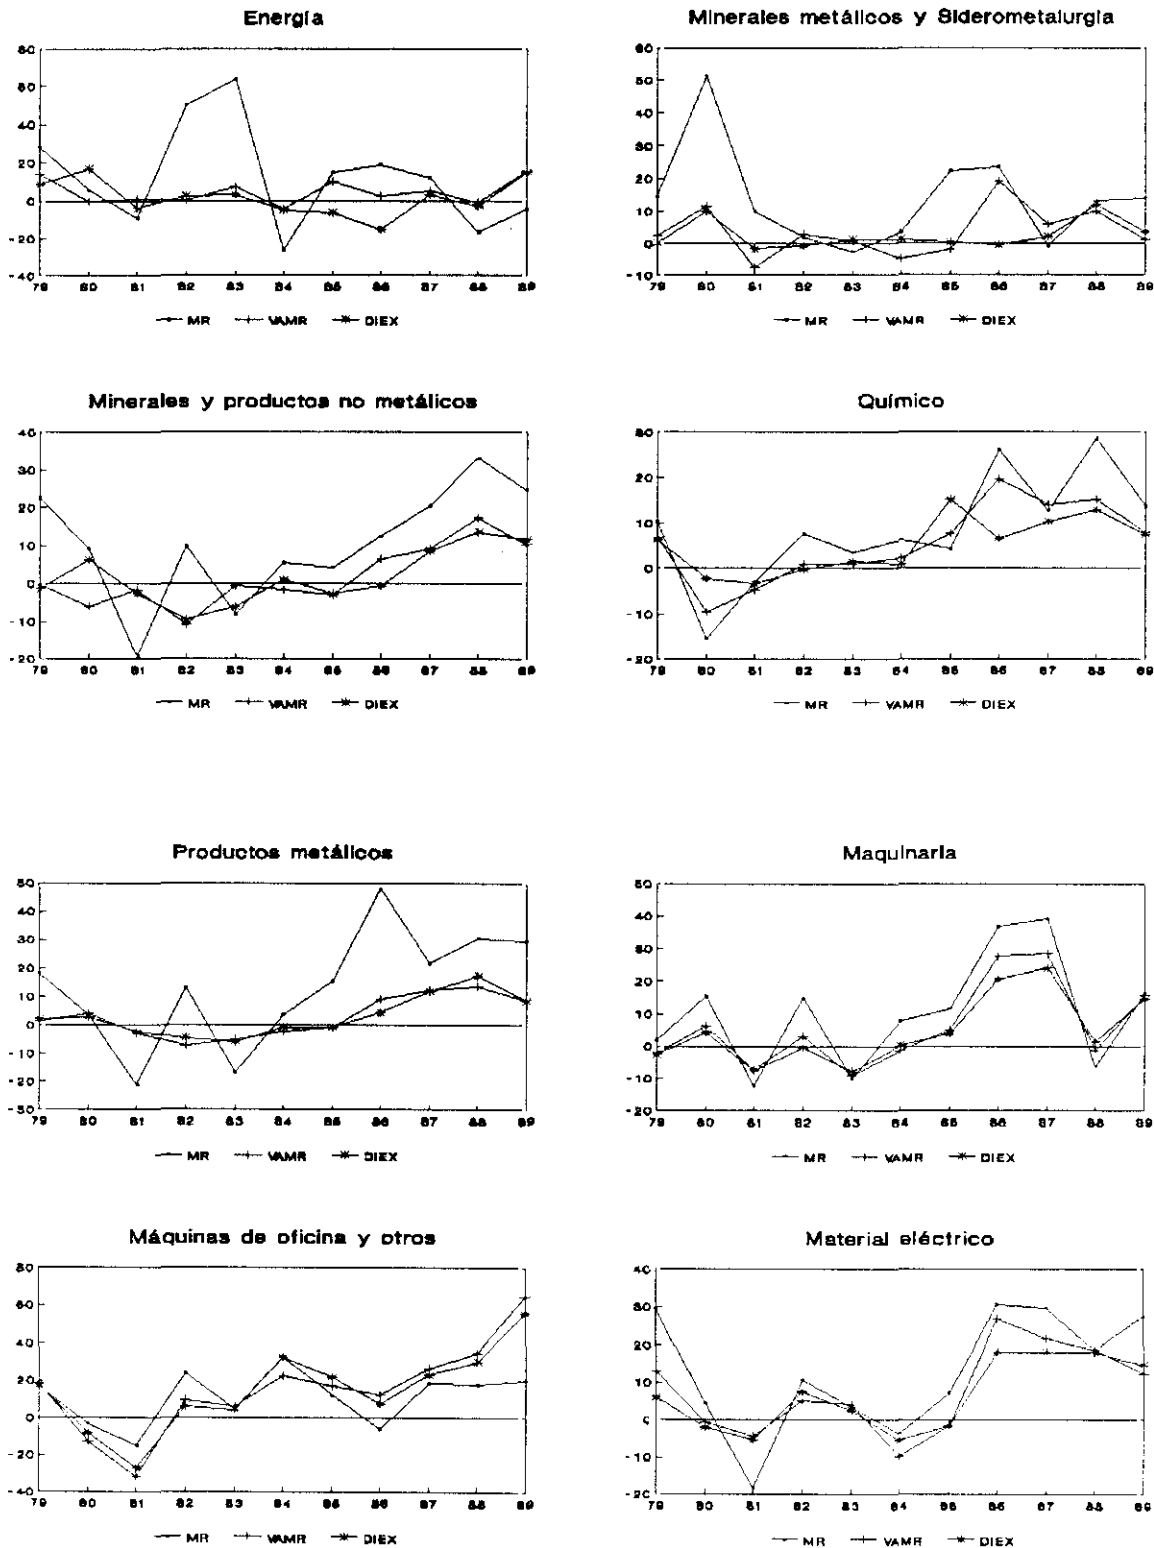 Energía
80
60
40
20
0
-20
-40
79 80 81 82 83 84 85 86 87 88 89
MR VAMR DIEX
Minerales metálicos y Siderometalurgia
60
50
40
30
20
10
0
-10
79 80 81 82 83 84 85 86 87 88 89
MR VAMR DIEX
Minerales y productos no metálicos
40
30
20
10
0
-10
-20
79 80 81 82 83 84 85 86 87 88 89
MR VAMR DIEX
Químico
30
20
10
0
-10
-20
79 80 81 82 83 84 85 86 87 88 89
MR VAMR DIEX
Productos metálicos
50
40
30
20
10
0
-10
-20
-30
79 80 81 82 83 84 85 86 87 88 89
MR VAMR DIEX
Maquinaria
50
40
30
20
10
0
-10
-20
79 80 81 82 83 84 85 86 87 88 89
MR VAMR DIEX
Máquinas de oficina y otros
80
60
40
20
0
-20
-40
79 80 81 82 83 84 85 86 87 88 89
MR VAMR DIEX
Material eléctrico
40
30
20
10
0
-10
-20
79 80 81 82 83 84 85 86 87 88 89
MR VAMR DIEX